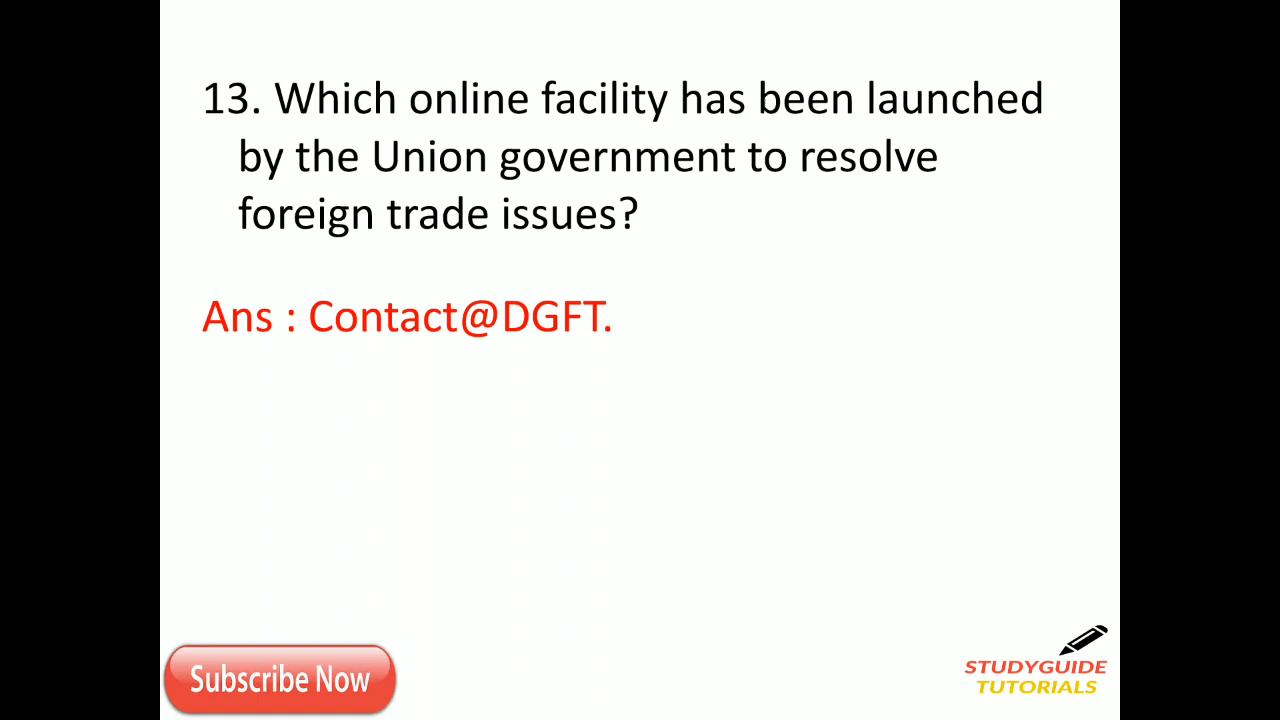 13. Which online facility has been launched
by the Union government to resolve
foreign trade issues?
Ans : Contact@DGFT.
Subscribe Now
STUDYGUIDE
TUTORIALS